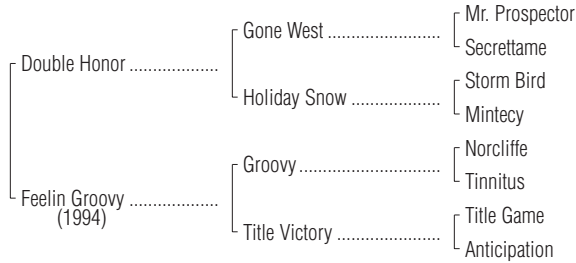 Mr. Prospector
Gone West ....................
Secrettame
Double Honor ................
Storm Bird
Holiday Snow ................
Mintecy
Norcliffe
Groovy .........................
Tinnitus
Feelin Groovy ................
(1994)
Title Game
Title Victory ..................
Anticipation